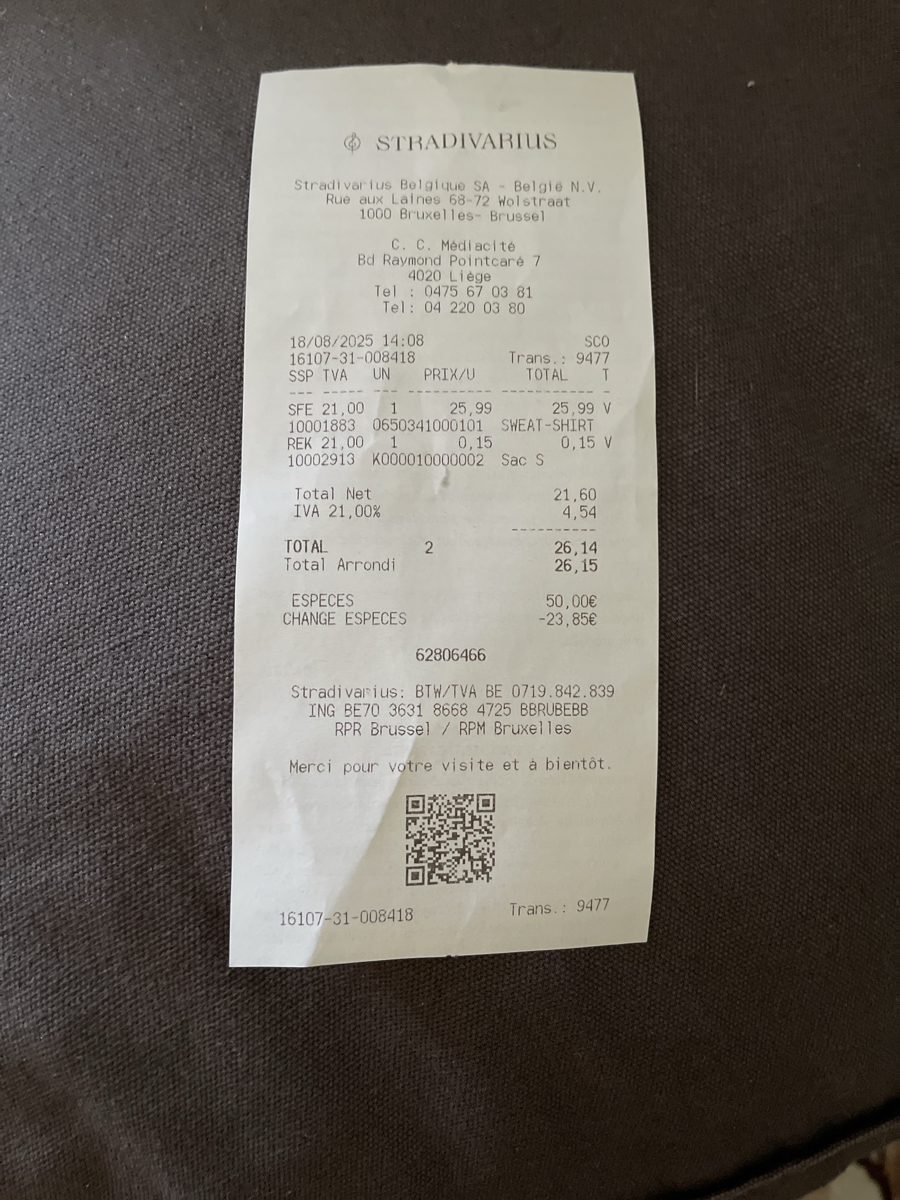 STRADIVARIUS
Stradivarius Belgique SA - België N.V.
Rue aux Laines 68-72 Wolstraat
1000 Bruxelles- Brussel
C. C. Médiacité
Bd Raymond Pointcaré 7
4020 Liège
Tel : 0475 67 03 81
Tel: 04 220 03 80
18/08/2025 14:08 SCO
16107-31-008418 Trans.: 9477
SSP TVA UN PRIX/U TOTAL T
--- ----- --- ---------- ---------- -
SFE 21,00 1 25,99 25,99 V
10001883 0650341000101 SWEAT-SHIRT
REK 21,00 1 0,15 0,15 V
10002913 K000010000002 Sac S
Total Net 21,60
IVA 21,00% 4,54
----------
TOTAL 2 26,14
Total Arrondi 26,15
ESPECES 50,00€
CHANGE ESPECES -23,85€
62806466
Stradivarius: BTW/TVA BE 0719.842.839
ING BE70 3631 8668 4725 BBRUBEBB
RPR Brussel / RPM Bruxelles
Merci pour votre visite et à bientôt.
16107-31-008418 Trans.: 9477